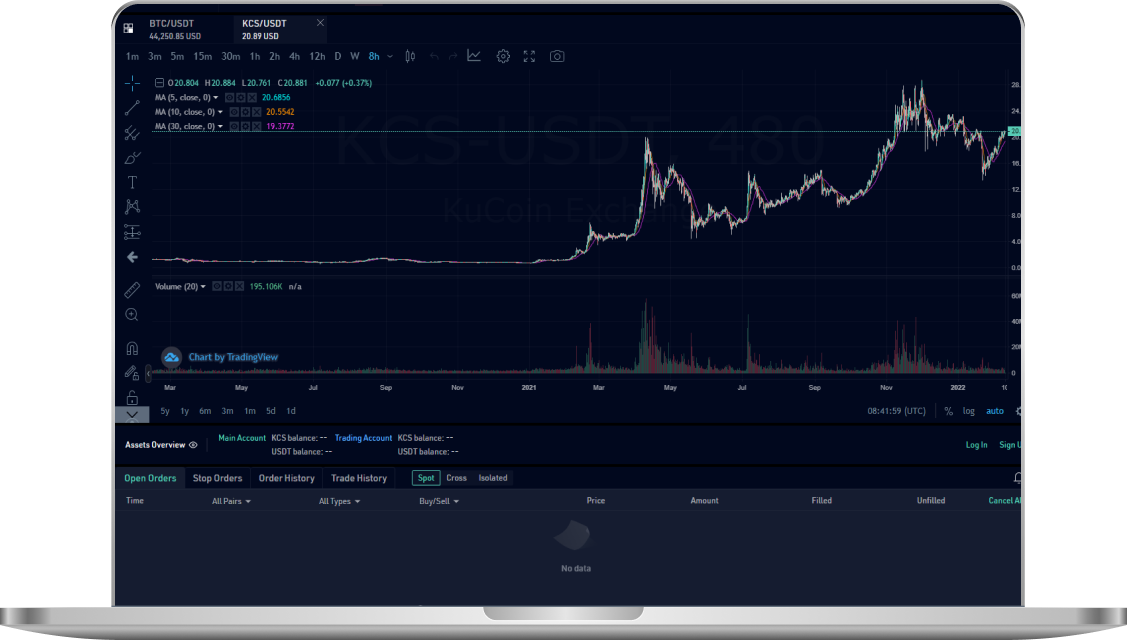 BTC/USDT
44,250.85 USD
KCS/USDT
20.89 USD
1m 3m 5m 15m 30m 1h 2h 4h 12h D W 8h
O20.804 H20.884 L20.761 C20.881 +0.077 (+0.37%)
MA (5, close, 0) 20.6856
MA (10, close, 0) 20.5542
MA (30, close, 0) 19.3772
KCS-USDT, 480
28.
24.
20.
16.
12.
8.0
4.0
0.0
Volume (20) 195.106K n/a
60
40
20
0
Chart by TradingView
Mar May Jul Sep Nov 2021 Mar May Jul Sep Nov 2022
5y 1y 6m 3m 1m 5d 1d
08:41:59 (UTC) % log auto
Assets Overview
Main Account KCS balance: -- Trading Account KCS balance: --
USDT balance: -- USDT balance: --
Log In Sign U
Open Orders Stop Orders Order History Trade History Spot Cross Isolated
Time All Pairs All Types Buy/Sell Price Amount Filled Unfilled Cancel Al
No data